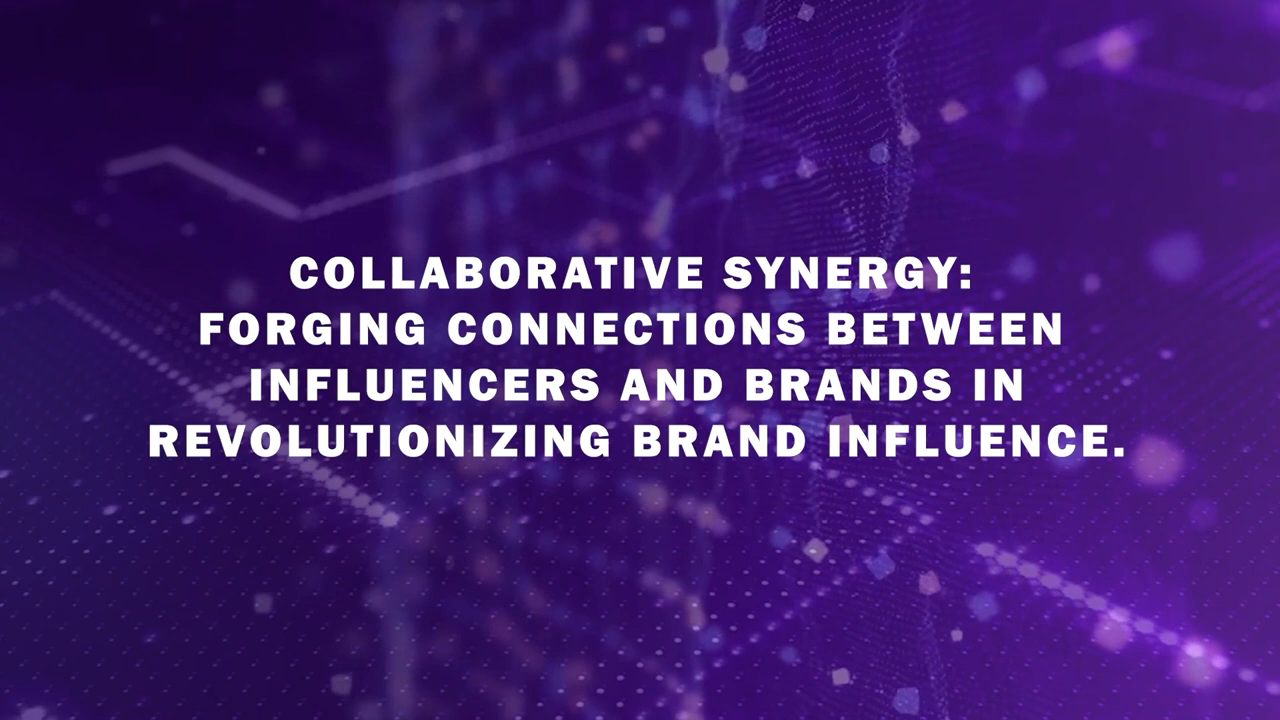 COLLABORATIVE SYNERGY:
FORGING CONNECTIONS BETWEEN
INFLUENCERS AND BRANDS IN
REVOLUTIONIZING BRAND INFLUENCE.